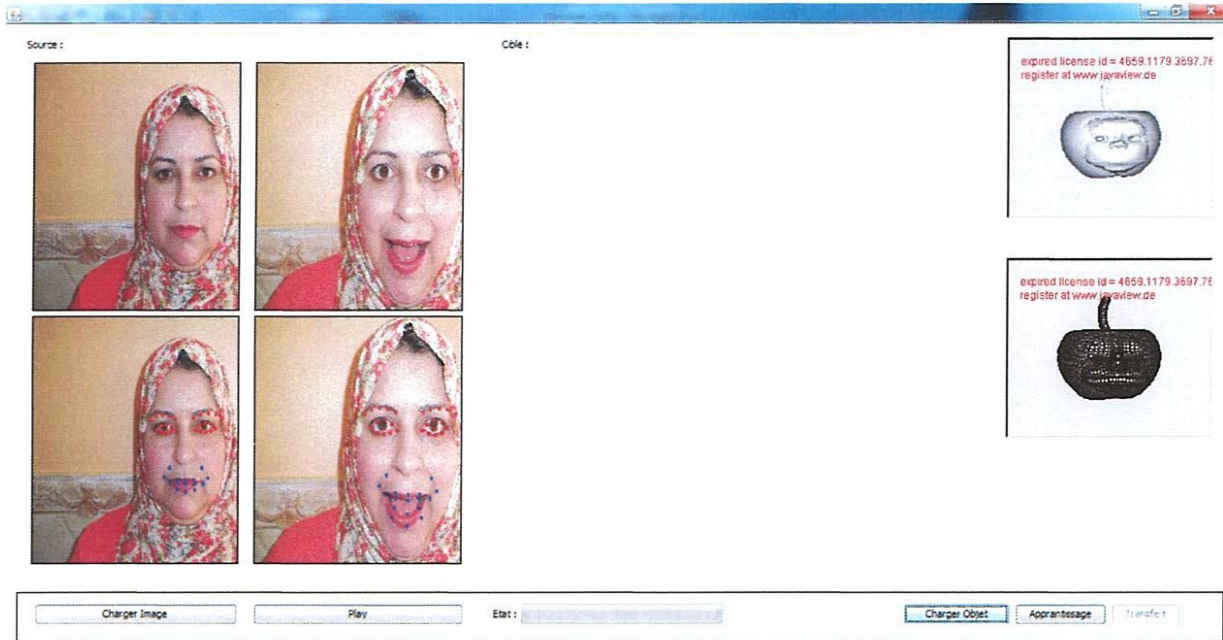 Source :
Cible :
expired license id = 4659.1179.3697.76
register at www.javaview.de
expired license id = 4659.1179.3697.76
register at www.javaview.de
Charger Image
Play
Etat :
Charger Objet
Apprantissage
Transfert